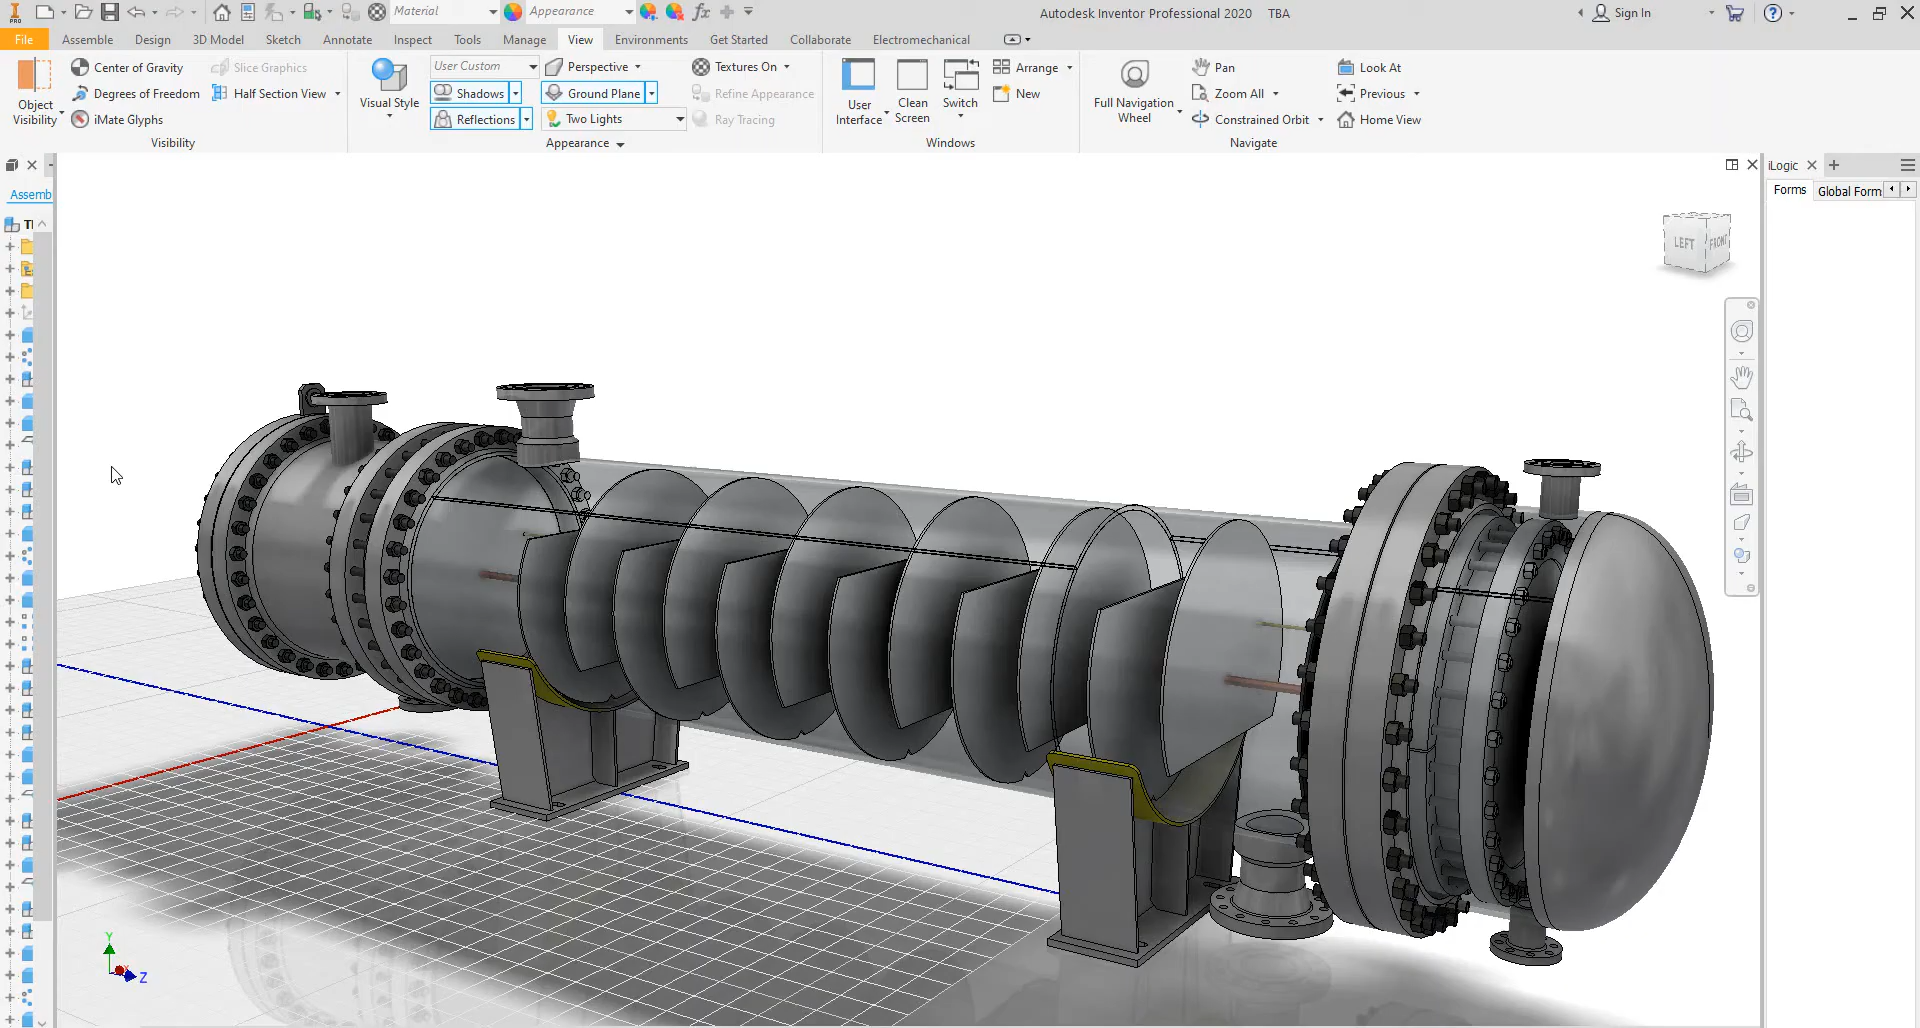 PRO
Material
Appearance
fx
Autodesk Inventor Professional 2020 TBA
Sign In
File
Assemble
Design
3D Model
Sketch
Annotate
Inspect
Tools
Manage
View
Environments
Get Started
Collaborate
Electromechanical
Object Visibility
Center of Gravity
Degrees of Freedom
iMate Glyphs
Slice Graphics
Half Section View
Visibility
Visual Style
User Custom
Shadows
Reflections
Perspective
Ground Plane
Two Lights
Textures On
Refine Appearance
Ray Tracing
Appearance
User Interface
Clean Screen
Switch
Arrange
New
Windows
Full Navigation Wheel
Pan
Zoom All
Constrained Orbit
Look At
Previous
Home View
Navigate
Assemb
iLogic
Forms
Global Form
LEFT
FRONT
Y
Z